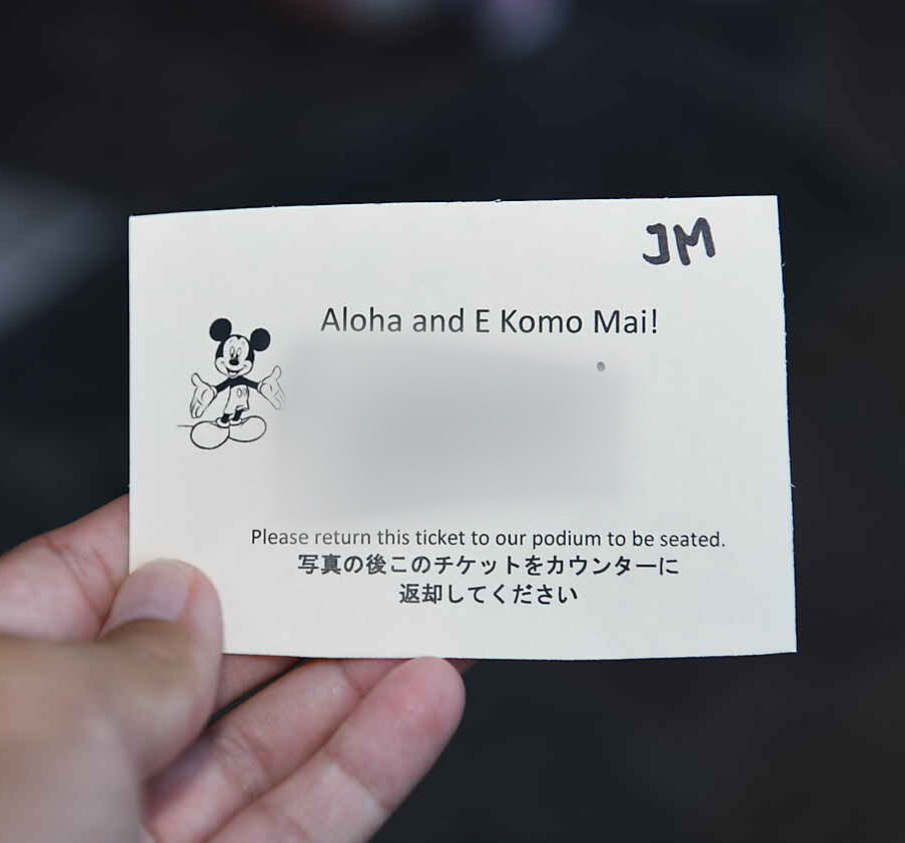 JM
Aloha and E Komo Mai!
Please return this ticket to our podium to be seated.
写真の後このチケットをカウンターに
返却してください